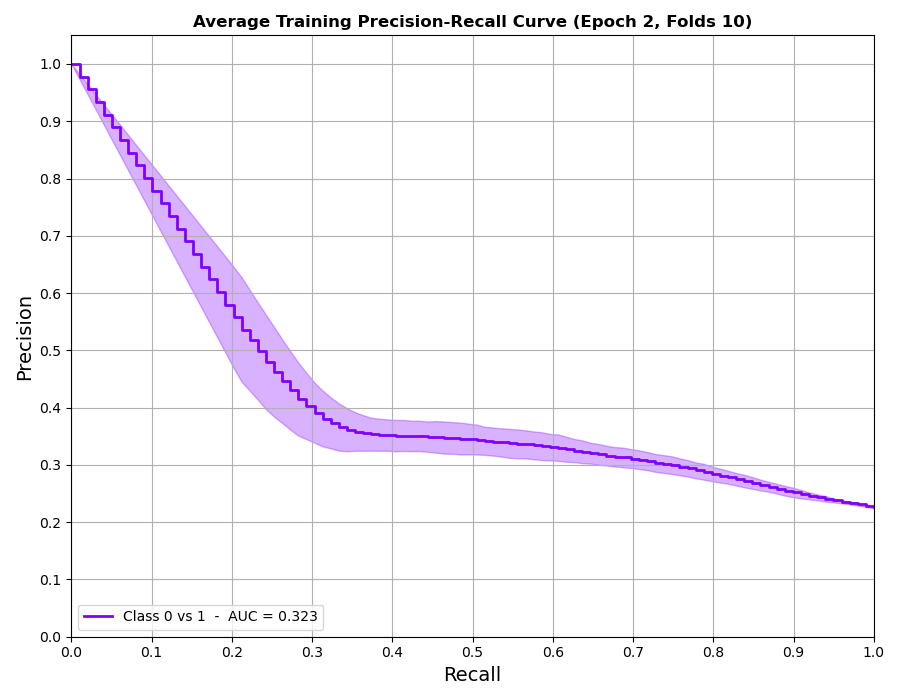 Average Training Precision-Recall Curve (Epoch 2, Folds 10)
Precision
1.0
0.9
0.8
0.7
0.6
0.5
0.4
0.3
0.2
0.1
0.0
Class 0 vs 1  -  AUC = 0.323
0.0 0.1 0.2 0.3 0.4 0.5 0.6 0.7 0.8 0.9 1.0
Recall